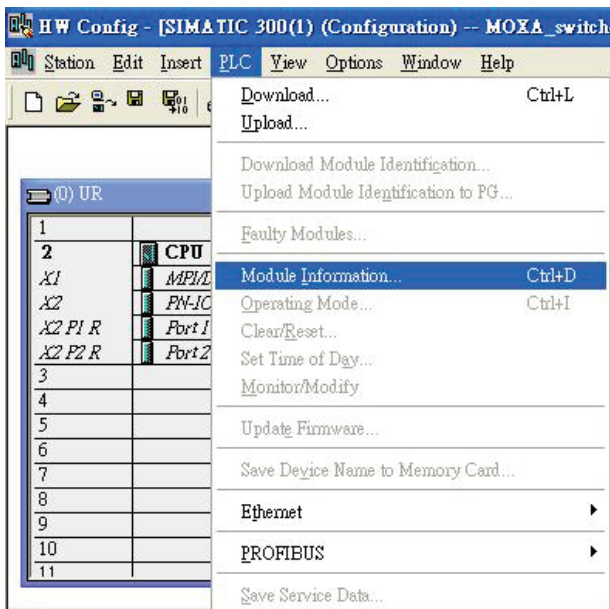 HW Config - [SIMATIC 300(1) (Configuration) -- MOXA_switch
Station Edit Insert PLC View Options Window Help
Download... Ctrl+L
Upload...
Download Module Identification...
Upload Module Identification to PG...
Faulty Modules...
Module Information... Ctrl+D
Operating Mode... Ctrl+I
Clear/Reset...
Set Time of Day...
Monitor/Modify
Update Firmware...
Save Device Name to Memory Card...
Ethernet
PROFIBUS
Save Service Data...
(0) UR
1
2 CPU
X1
X2 PN-IO
X2 P1 R Port 1
X2 P2 R Port 2
3
4
5
6
7
8
9
10
11